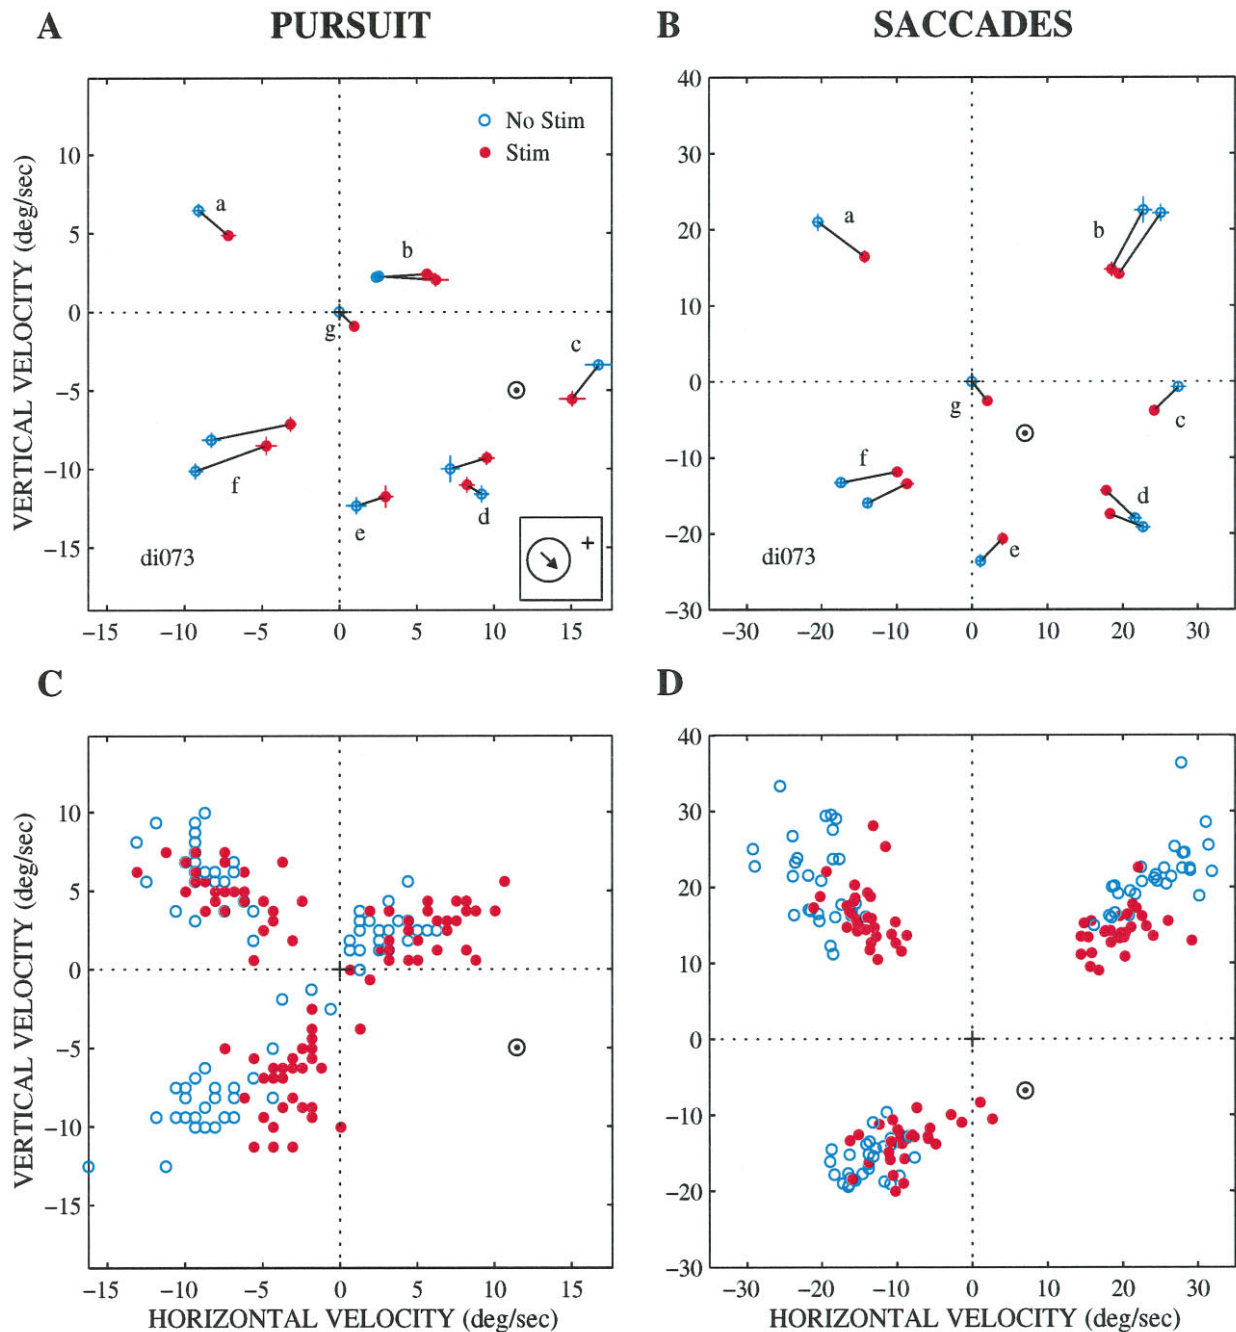 A PURSUIT
B SACCADES
VERTICAL VELOCITY (deg/sec)
10
5
0
−5
−10
−15
No Stim
Stim
a
b
c
g
f
e
d
di073
+
−15 −10 −5 0 5 10 15
40
30
20
10
0
−10
−20
−30
a
b
g
c
f
d
e
di073
−30 −20 −10 0 10 20 30
C
D
VERTICAL VELOCITY (deg/sec)
10
5
0
−5
−10
−15
−15 −10 −5 0 5 10 15
HORIZONTAL VELOCITY (deg/sec)
40
30
20
10
0
−10
−20
−30
−30 −20 −10 0 10 20 30
HORIZONTAL VELOCITY (deg/sec)